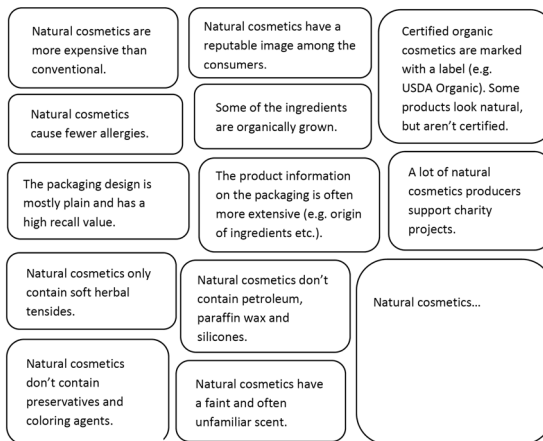 Natural cosmetics are
more expensive than
conventional.
Natural cosmetics have a
reputable image among the
consumers.
Certified organic
cosmetics are marked
with a label (e.g.
USDA Organic). Some
products look natural,
but aren’t certified.
Natural cosmetics
cause fewer allergies.
Some of the ingredients
are organically grown.
The packaging design is
mostly plain and has a
high recall value.
The product information
on the packaging is often
more extensive (e.g. origin
of ingredients etc.).
A lot of natural
cosmetics producers
support charity
projects.
Natural cosmetics only
contain soft herbal
tensides.
Natural cosmetics don’t
contain petroleum,
paraffin wax and
silicones.
Natural cosmetics…
Natural cosmetics
don’t contain
preservatives and
coloring agents.
Natural cosmetics have
a faint and often
unfamiliar scent.